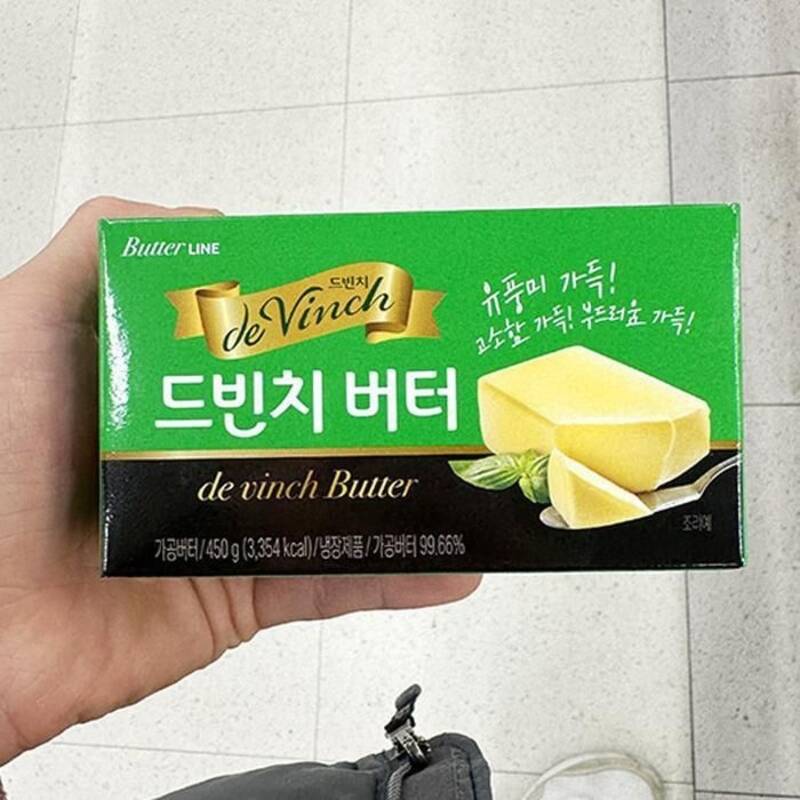 Butter LINE
드빈치
de Vinch
유풍미 가득!
고소함 가득! 부드러움 가득!
드빈치 버터
de vinch Butter
조리예
가공버터/450 g (3,354 kcal)/냉장제품/가공버터 99.66%